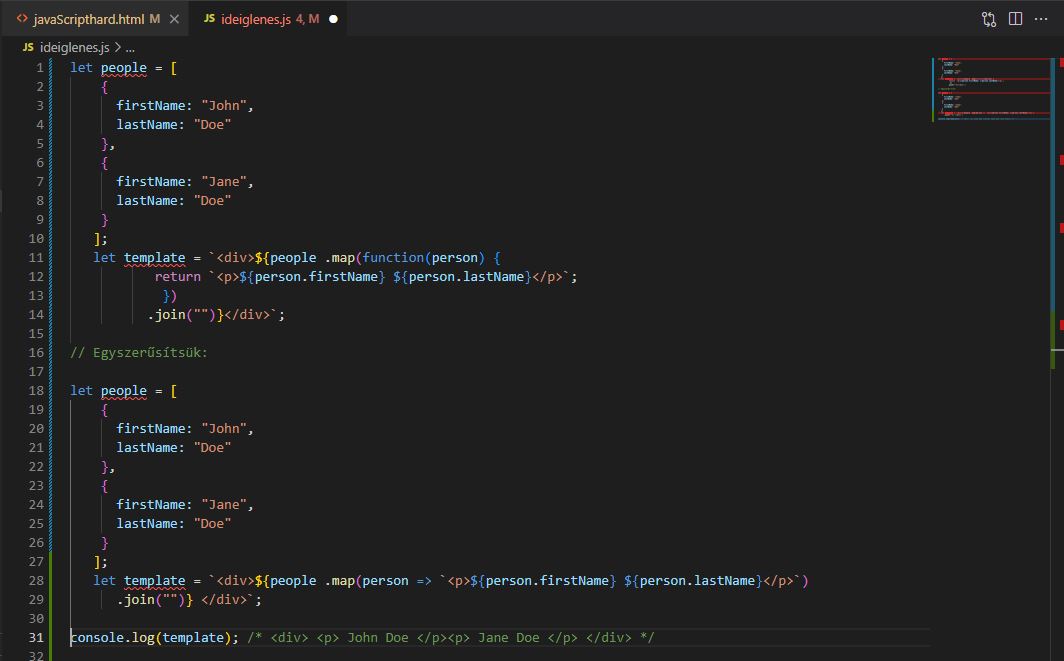 <> javaScripthard.html M × JS ideiglenes.js 4, M ●
JS ideiglenes.js > ...
1 let people = [
2 {
3 firstName: "John",
4 lastName: "Doe"
5 },
6 {
7 firstName: "Jane",
8 lastName: "Doe"
9 }
10 ];
11 let template = `<div>${people .map(function(person) {
12 return `<p>${person.firstName} ${person.lastName}</p>`;
13 })
14 .join("")}</div>`;
15
16 // Egyszerűsítsük:
17
18 let people = [
19 {
20 firstName: "John",
21 lastName: "Doe"
22 },
23 {
24 firstName: "Jane",
25 lastName: "Doe"
26 }
27 ];
28 let template = `<div>${people .map(person => `<p>${person.firstName} ${person.lastName}</p>`)
29 .join("")} </div>`;
30
31 console.log(template); /* <div> <p> John Doe </p><p> Jane Doe </p> </div> */
32